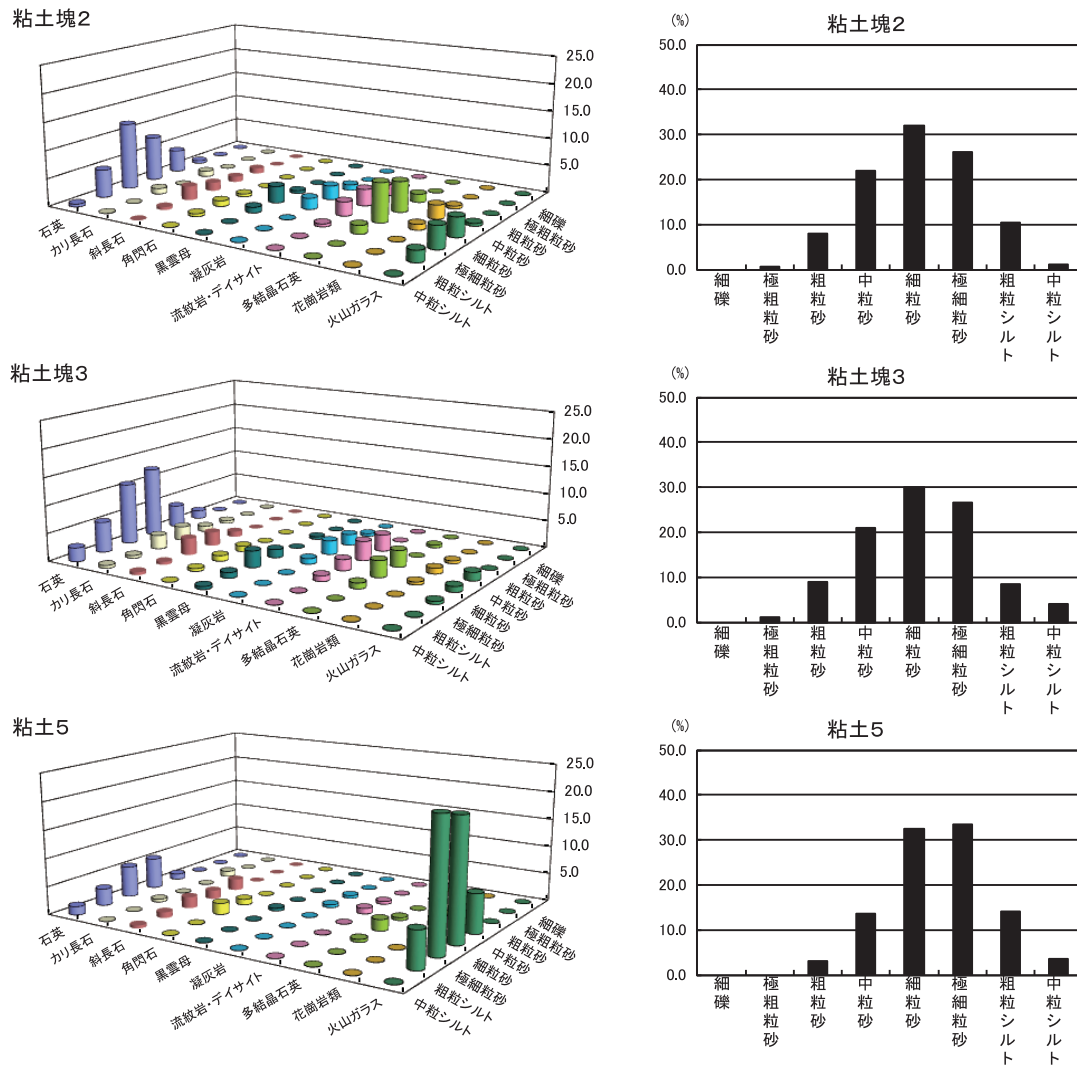 粘土塊2
25.0
20.0
15.0
10.0
5.0
石英
カリ長石
斜長石
角閃石
黒雲母
凝灰岩
流紋岩・デイサイト
多結晶石英
花崗岩類
火山ガラス
細礫
極粗粒砂
粗粒砂
中粒砂
細粒砂
極細粒砂
粗粒シルト
中粒シルト
粘土塊2
(%)
50.0
40.0
30.0
20.0
10.0
0.0
細礫
極粗粒砂
粗粒砂
中粒砂
細粒砂
極細粒砂
粗粒シルト
中粒シルト
粘土塊3
25.0
20.0
15.0
10.0
5.0
石英
カリ長石
斜長石
角閃石
黒雲母
凝灰岩
流紋岩・デイサイト
多結晶石英
花崗岩類
火山ガラス
細礫
極粗粒砂
粗粒砂
中粒砂
細粒砂
極細粒砂
粗粒シルト
中粒シルト
粘土塊3
(%)
50.0
40.0
30.0
20.0
10.0
0.0
細礫
極粗粒砂
粗粒砂
中粒砂
細粒砂
極細粒砂
粗粒シルト
中粒シルト
粘土5
25.0
20.0
15.0
10.0
5.0
石英
カリ長石
斜長石
角閃石
黒雲母
凝灰岩
流紋岩・デイサイト
多結晶石英
花崗岩類
火山ガラス
細礫
極粗粒砂
粗粒砂
中粒砂
細粒砂
極細粒砂
粗粒シルト
中粒シルト
粘土5
(%)
50.0
40.0
30.0
20.0
10.0
0.0
細礫
極粗粒砂
粗粒砂
中粒砂
細粒砂
極細粒砂
粗粒シルト
中粒シルト